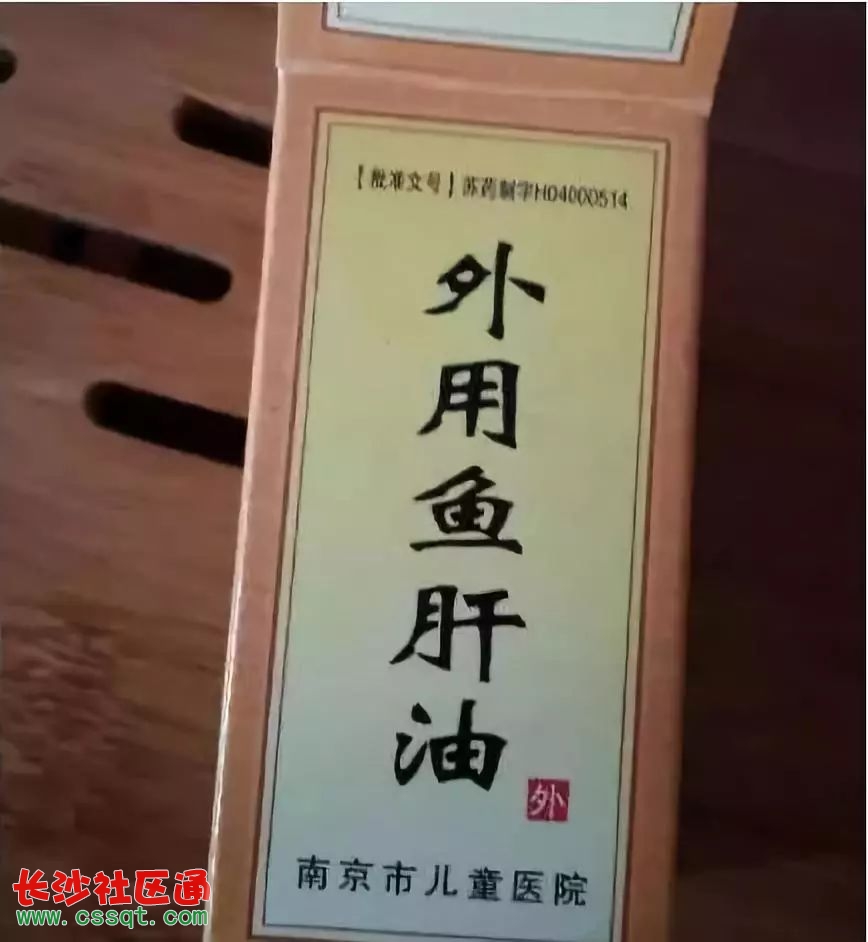 【批准文号】苏药制字H04000514
外用鱼肝油
外
南京市儿童医院
长沙社区通
www.cssqt.com